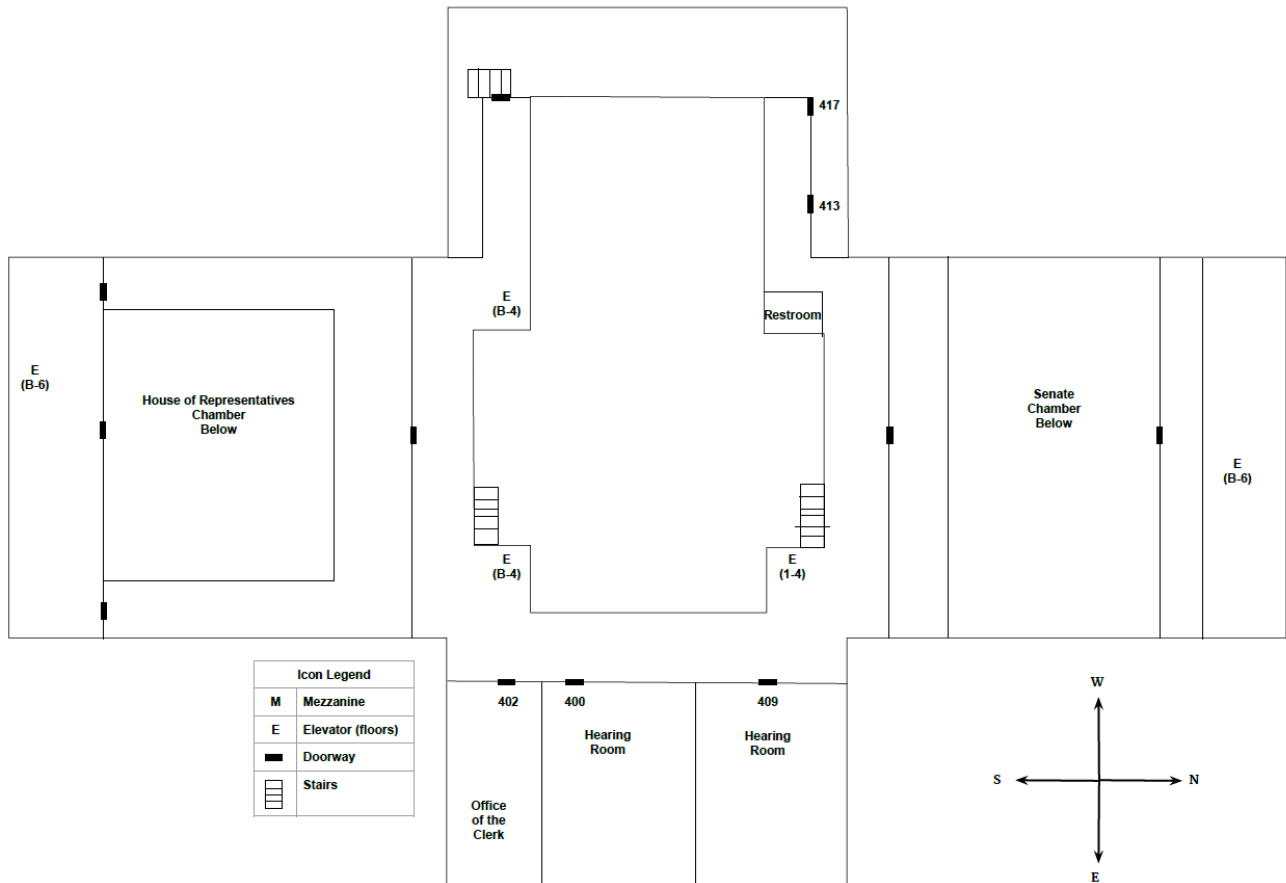 417
413
E
(B-4)
Restroom
E
(B-6)
House of Representatives
Chamber
Below
Senate
Chamber
Below
E
(B-6)
E
(B-4)
E
(1-4)
Icon Legend
M Mezzanine
E Elevator (floors)
Doorway
Stairs
402
400
409
Hearing
Room
Hearing
Room
Office
of the
Clerk
W
S
N
E